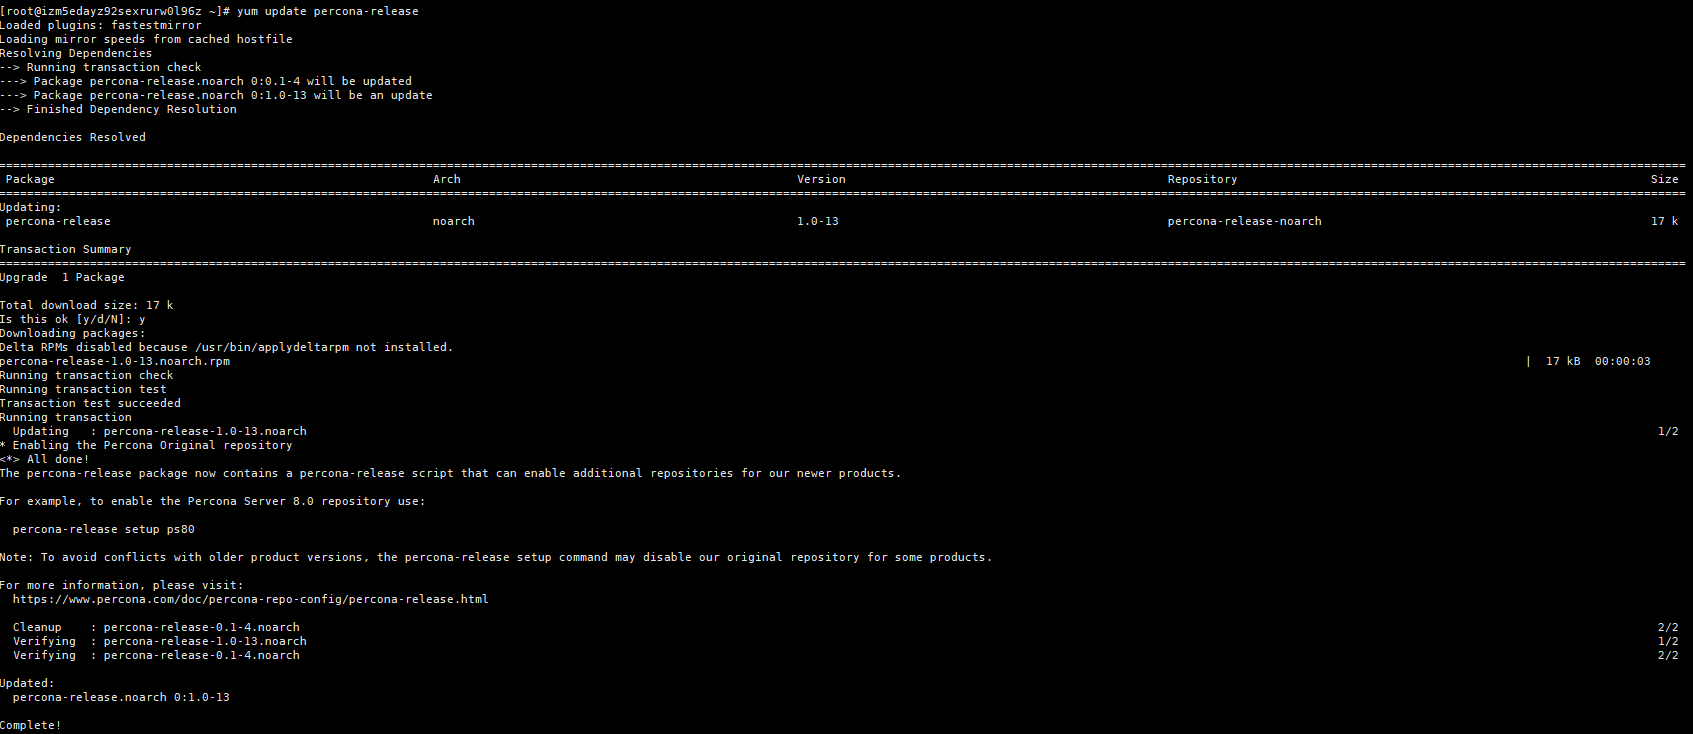 [root@izm5edayz92sexrurw0l96z ~]# yum update percona-release
Loaded plugins: fastestmirror
Loading mirror speeds from cached hostfile
Resolving Dependencies
--> Running transaction check
---> Package percona-release.noarch 0:0.1-4 will be updated
---> Package percona-release.noarch 0:1.0-13 will be an update
--> Finished Dependency Resolution
Dependencies Resolved
Package Arch Version Repository Size
Updating:
percona-release noarch 1.0-13 percona-release-noarch 17 k
Transaction Summary
Upgrade  1 Package
Total download size: 17 k
Is this ok [y/d/N]: y
Downloading packages:
Delta RPMs disabled because /usr/bin/applydeltarpm not installed.
percona-release-1.0-13.noarch.rpm | 17 kB 00:00:03
Running transaction check
Running transaction test
Transaction test succeeded
Running transaction
Updating : percona-release-1.0-13.noarch 1/2
* Enabling the Percona Original repository
<*> All done!
The percona-release package now contains a percona-release script that can enable additional repositories for our newer products.
For example, to enable the Percona Server 8.0 repository use:
percona-release setup ps80
Note: To avoid conflicts with older product versions, the percona-release setup command may disable our original repository for some products.
For more information, please visit:
https://www.percona.com/doc/percona-repo-config/percona-release.html
Cleanup : percona-release-0.1-4.noarch 2/2
Verifying : percona-release-1.0-13.noarch 1/2
Verifying : percona-release-0.1-4.noarch 2/2
Updated:
percona-release.noarch 0:1.0-13
Complete!